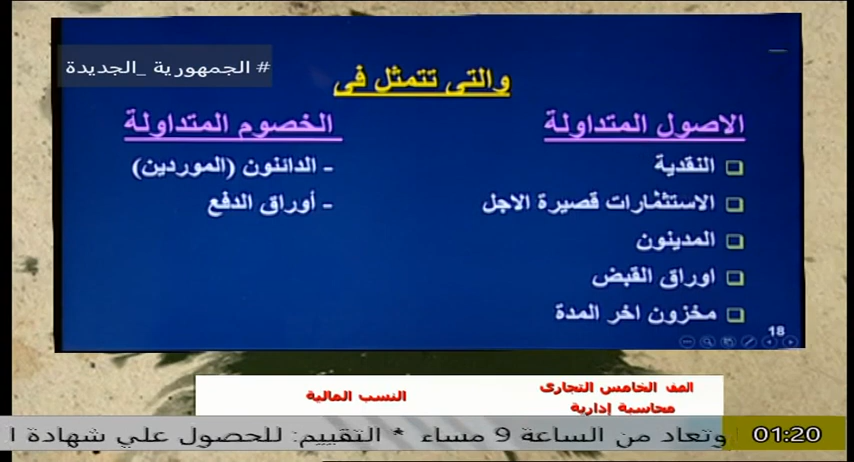 # الجمهورية _الجديدة
والتى تتمثل فى
الاصول المتداولة
النقدية
الاستثمارات قصيرة الاجل
المدينون
اوراق القبض
مخزون اخر المدة
الخصوم المتداولة
- الدائنون (الموردين)
- أوراق الدفع
18
الصف الخامس التجارى
محاسبة إدارية
النسب المالية
01:20
وتعاد من الساعة 9 مساء * التقييم: للحصول علي شهادة ا